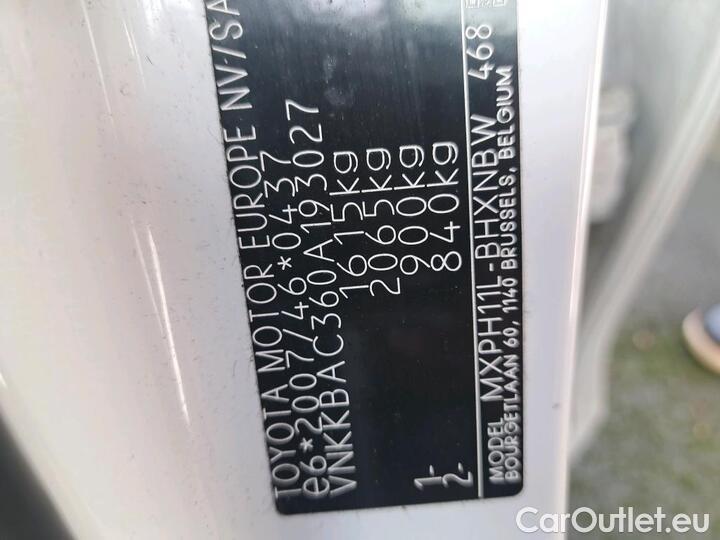 TOYOTA MOTOR EUROPE NV/SA
e6*2007/46*0437
VNKKBAC360A193027
1615kg
2065kg
1- 900kg
2- 840kg
MODEL MXPH11L-BHXNBW 468
BOURGETLAAN 60, 1140 BRUSSELS, BELGIUM
CarOutlet.eu